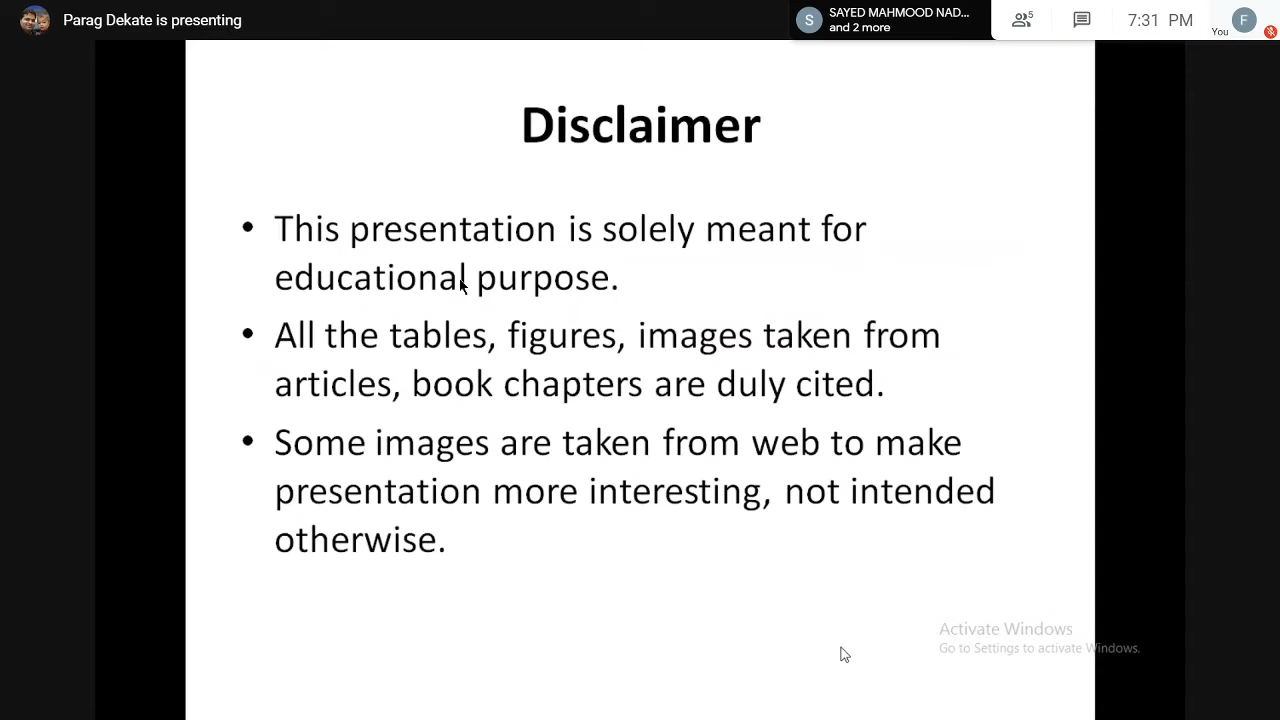 Parag Dekate is presenting
S
SAYED MAHMOOD NAD...
and 2 more
5
7:31 PM
You
F
Disclaimer
• This presentation is solely meant for
educational purpose.
• All the tables, figures, images taken from
articles, book chapters are duly cited.
• Some images are taken from web to make
presentation more interesting, not intended
otherwise.
Activate Windows
Go to Settings to activate Windows.